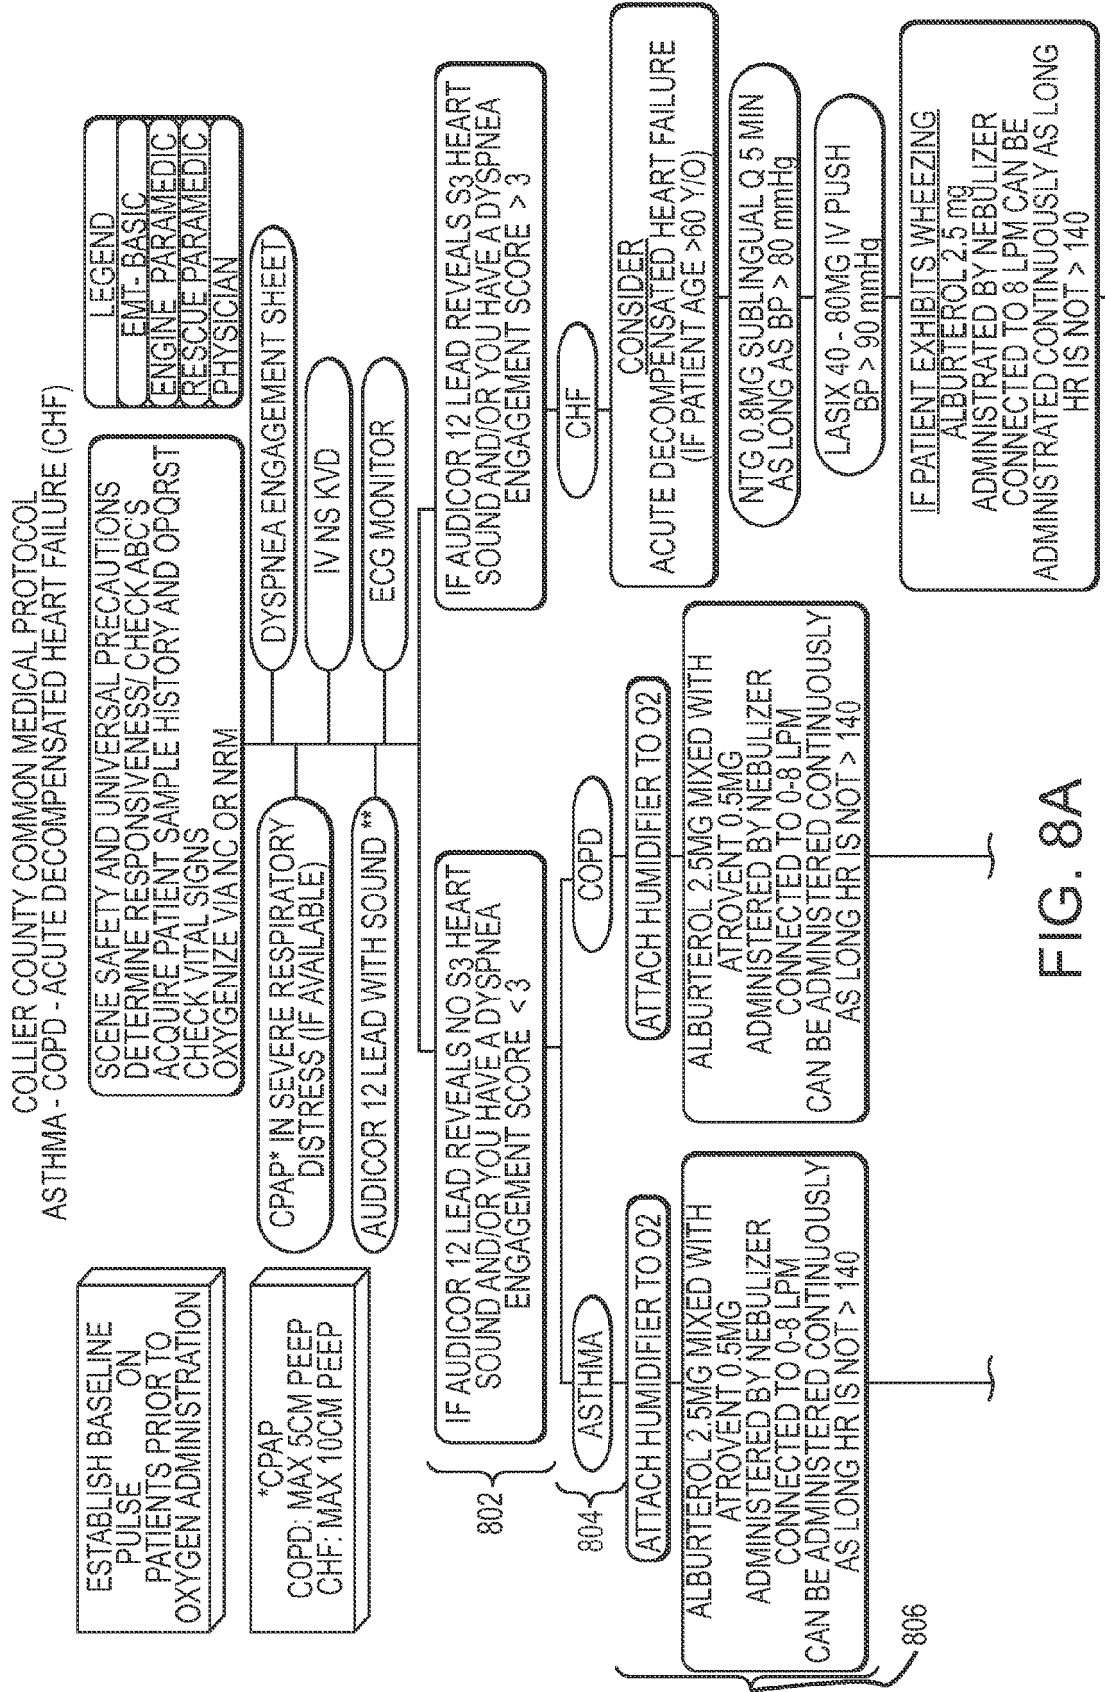 COLLIER COUNTY COMMON MEDICAL PROTOCOL
ASTHMA - COPD - ACUTE DECOMPENSATED HEART FAILURE (CHF)
ESTABLISH BASELINE
PULSE ON
PATIENTS PRIOR TO
OXYGEN ADMINISTRATION
SCENE SAFETY AND UNIVERSAL PRECAUTIONS
DETERMINE RESPONSIVENESS/ CHECK ABC'S
ACQUIRE PATIENT SAMPLE HISTORY AND OPQRST
CHECK VITAL SIGNS
OXYGENIZE VIA NC OR NRM
LEGEND
EMT- BASIC
ENGINE PARAMEDIC
RESCUE PARAMEDIC
PHYSICIAN
*CPAP
COPD: MAX 5CM PEEP
CHF: MAX 10CM PEEP
CPAP* IN SEVERE RESPIRATORY
DISTRESS (IF AVAILABLE)
AUDICOR 12 LEAD WITH SOUND **
DYSPNEA ENGAGEMENT SHEET
IV NS KVD
ECG MONITOR
802
IF AUDICOR 12 LEAD REVEALS NO S3 HEART
SOUND AND/OR YOU HAVE A DYSPNEA
ENGAGEMENT SCORE < 3
IF AUDICOR 12 LEAD REVEALS S3 HEART
SOUND AND/OR YOU HAVE A DYSPNEA
ENGAGEMENT SCORE > 3
804
ASTHMA
COPD
CHF
806
ATTACH HUMIDIFIER TO O2
ALBURTEROL 2.5MG MIXED WITH
ATROVENT 0.5MG
ADMINISTERED BY NEBULIZER
CONNECTED TO 0-8 LPM
CAN BE ADMINISTERED CONTINUOUSLY
AS LONG HR IS NOT > 140
ATTACH HUMIDIFIER TO O2
ALBURTEROL 2.5MG MIXED WITH
ATROVENT 0.5MG
ADMINISTERED BY NEBULIZER
CONNECTED TO 0-8 LPM
CAN BE ADMINISTERED CONTINUOUSLY
AS LONG HR IS NOT > 140
CONSIDER
ACUTE DECOMPENSATED HEART FAILURE
(IF PATIENT AGE >60 Y/O)
NTG 0.8MG SUBLINGUAL Q 5 MIN
AS LONG AS BP > 80 mmHg
LASIX 40 - 80MG IV PUSH
BP > 90 mmHg
IF PATIENT EXHIBITS WHEEZING
ALBURTEROL 2.5 mg
ADMINISTRATED BY NEBULIZER
CONNECTED TO 8 LPM CAN BE
ADMINISTRATED CONTINUOUSLY AS LONG
HR IS NOT > 140
FIG. 8A